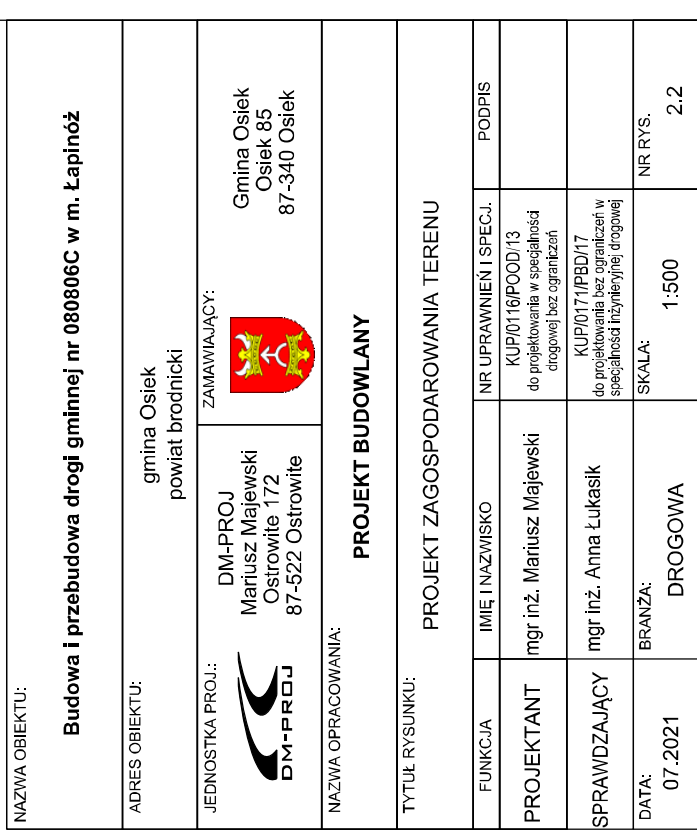 NAZWA OBIEKTU:
Budowa i przebudowa drogi gminnej nr 080806C w m. Łapinóż
ADRES OBIEKTU:
gmina Osiek
powiat brodnicki
JEDNOSTKA PROJ.:
DM-PROJ
DM-PROJ
Mariusz Majewski
Ostrowite 172
87-522 Ostrowite
ZAMAWIAJĄCY:
Gmina Osiek
Osiek 85
87-340 Osiek
NAZWA OPRACOWANIA:
PROJEKT BUDOWLANY
TYTUŁ RYSUNKU:
PROJEKT ZAGOSPODAROWANIA TERENU
FUNKCJA
IMIĘ I NAZWISKO
NR UPRAWNIEŃ I SPECJ.
PODPIS
PROJEKTANT
mgr inż. Mariusz Majewski
KUP/0116/POOD/13
do projektowania w specjalności
drogowej bez ograniczeń
SPRAWDZAJĄCY
mgr inż. Anna Łukasik
KUP/0171/PBD/17
do projektowania bez ograniczeń w
specjalności inżynieryjnej drogowej
DATA:
07.2021
BRANŻA:
DROGOWA
SKALA:
1:500
NR RYS.
2.2